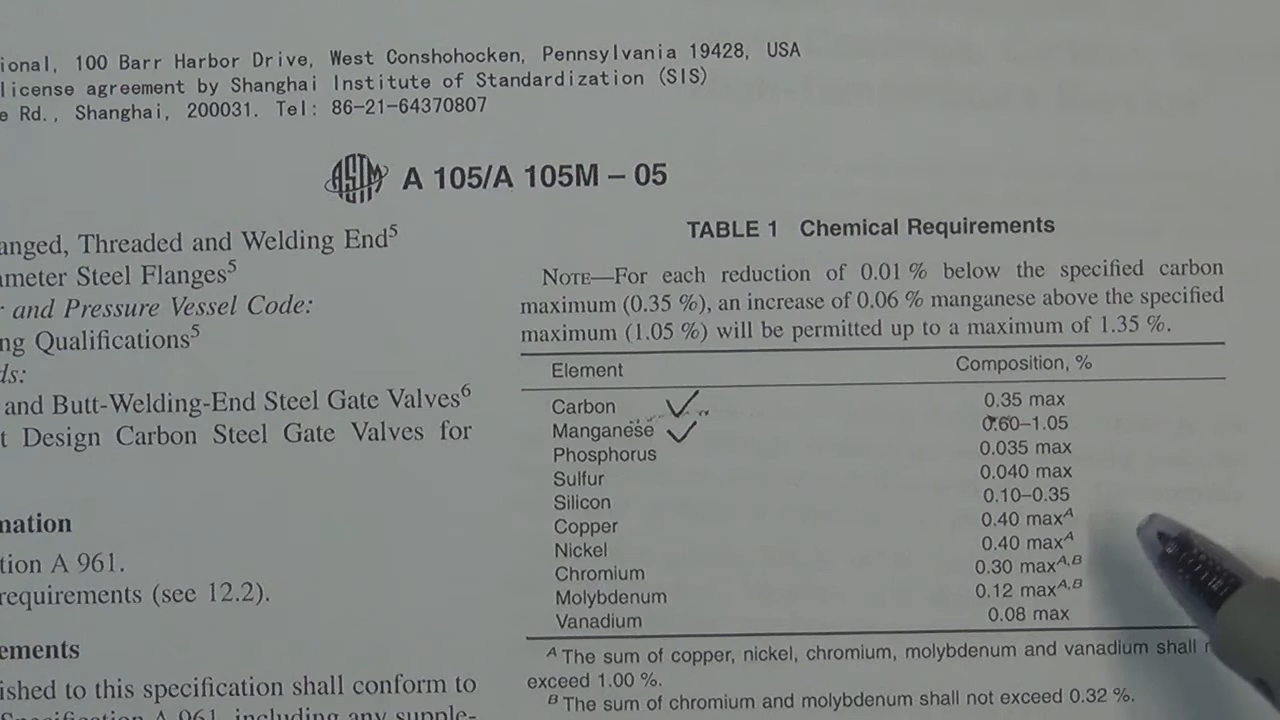 ional, 100 Barr Harbor Drive, West Conshohocken, Pennsylvania 19428, USA
license agreement by Shanghai Institute of Standardization (SIS)
e Rd., Shanghai, 200031. Tel: 86-21-64370807
ASTM A 105/A 105M – 05
anged, Threaded and Welding End5
ameter Steel Flanges5
r and Pressure Vessel Code:
ng Qualifications5
ds:
and Butt-Welding-End Steel Gate Valves6
t Design Carbon Steel Gate Valves for
mation
tion A 961.
requirements (see 12.2).
ements
ished to this specification shall conform to
Specification A 961, including any supple-
TABLE 1 Chemical Requirements
NOTE—For each reduction of 0.01 % below the specified carbon
maximum (0.35 %), an increase of 0.06 % manganese above the specified
maximum (1.05 %) will be permitted up to a maximum of 1.35 %.
Element Composition, %
Carbon 0.35 max
Manganese 0.60–1.05
Phosphorus 0.035 max
Sulfur 0.040 max
Silicon 0.10–0.35
Copper 0.40 maxA
Nickel 0.40 maxA
Chromium 0.30 maxA,B
Molybdenum 0.12 maxA,B
Vanadium 0.08 max
A The sum of copper, nickel, chromium, molybdenum and vanadium shall
exceed 1.00 %.
B The sum of chromium and molybdenum shall not exceed 0.32 %.